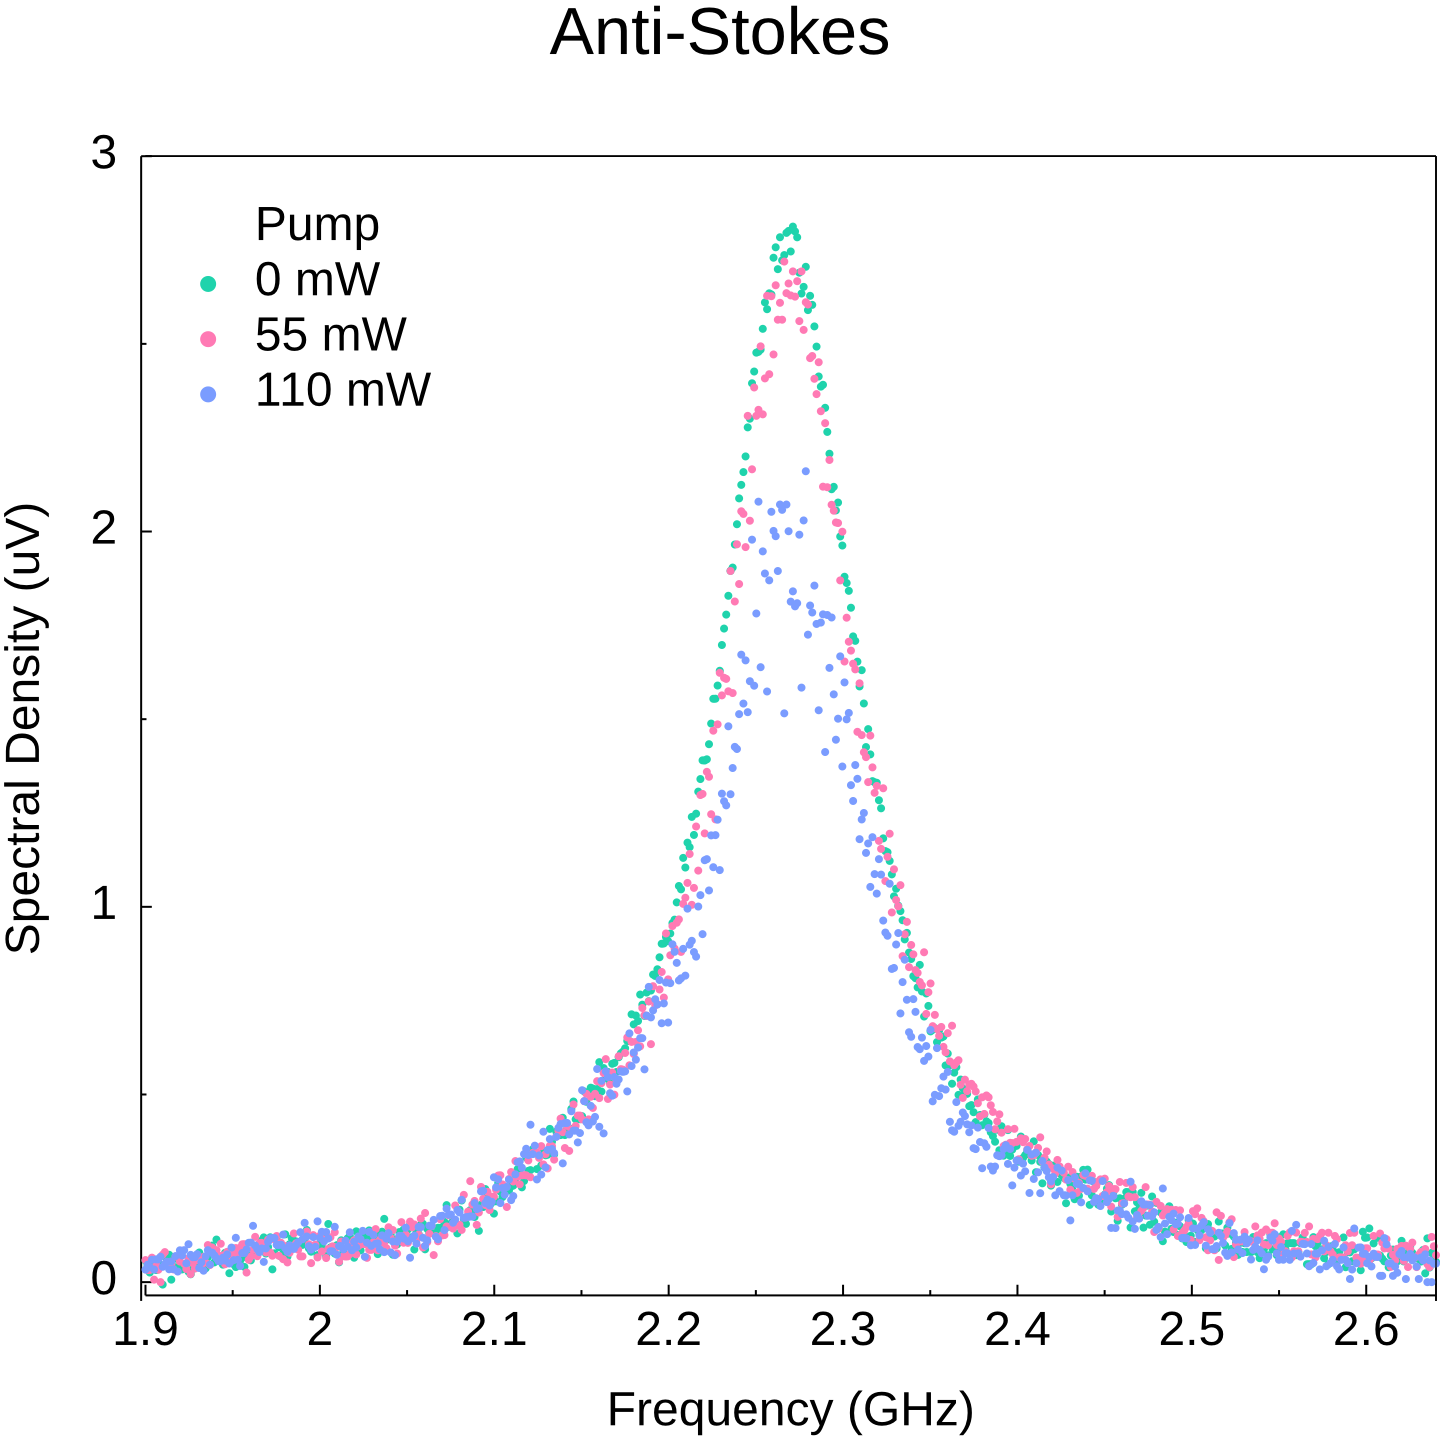 Anti-Stokes
3
Pump
0 mW
55 mW
110 mW
2
Spectral Density (uV)
1
0
1.9 2 2.1 2.2 2.3 2.4 2.5 2.6
Frequency (GHz)